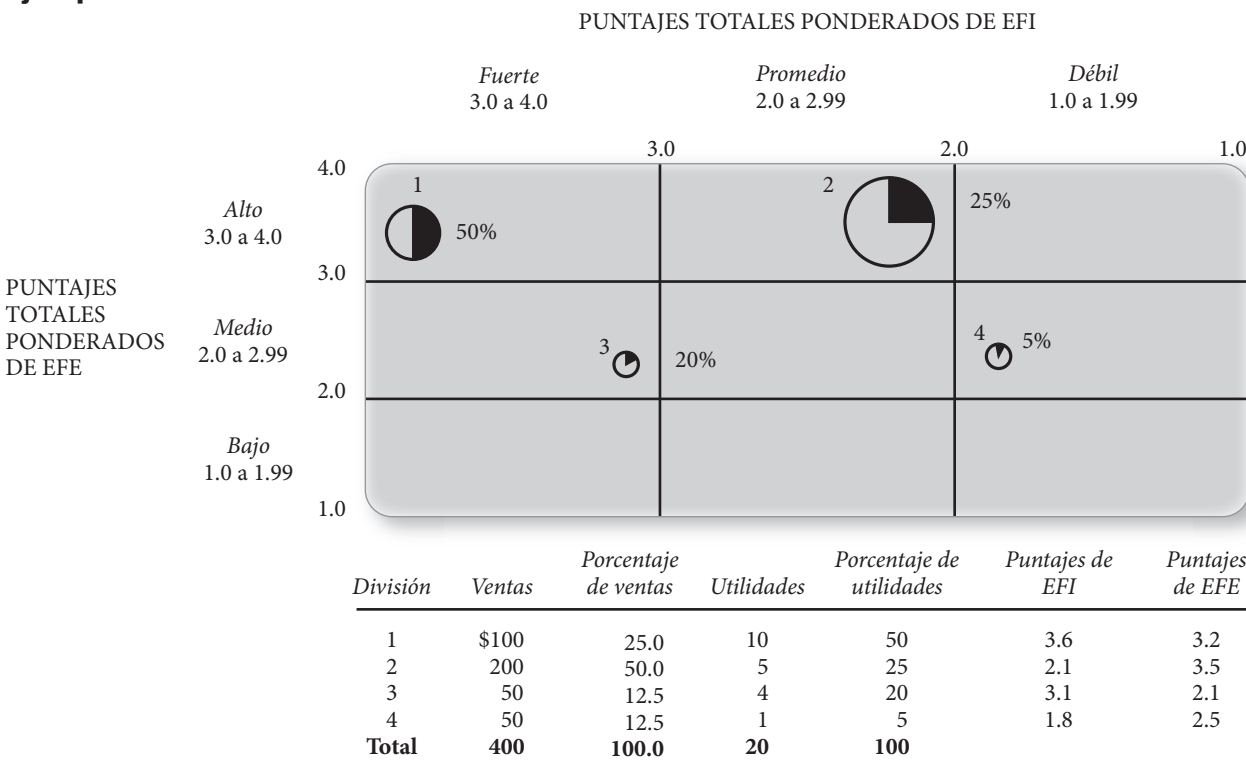 PUNTAJES TOTALES PONDERADOS DE EFI
Fuerte Promedio Débil
3.0 a 4.0 2.0 a 2.99 1.0 a 1.99
3.0 2.0 1.0
4.0
1 2 25%
Alto
3.0 a 4.0 50%
3.0
PUNTAJES
TOTALES
PONDERADOS
DE EFE
Medio
2.0 a 2.99
3 20% 4 5%
2.0
Bajo
1.0 a 1.99
1.0
División Ventas Porcentaje de ventas Utilidades Porcentaje de utilidades Puntajes de EFI Puntajes de EFE
1 $100 25.0 10 50 3.6 3.2
2 200 50.0 5 25 2.1 3.5
3 50 12.5 4 20 3.1 2.1
4 50 12.5 1 5 1.8 2.5
Total 400 100.0 20 100